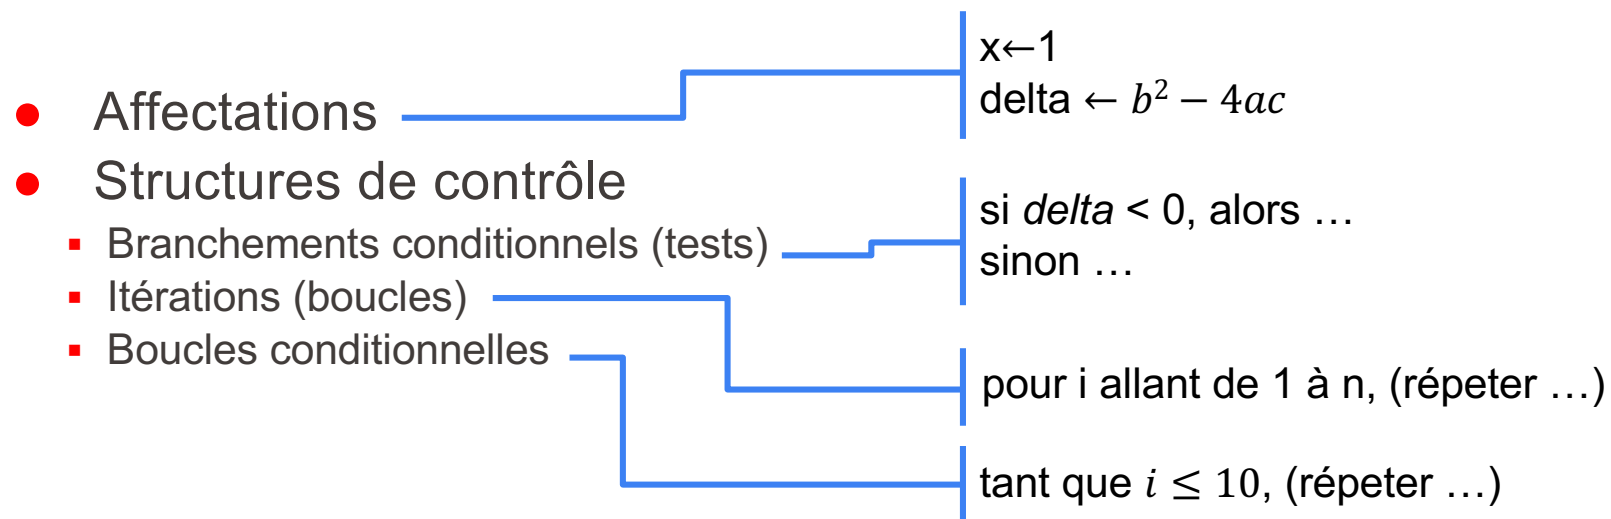 ● Affectations
● Structures de contrôle
▪ Branchements conditionnels (tests)
▪ Itérations (boucles)
▪ Boucles conditionnelles
x←1
delta ← b² − 4ac
si delta < 0, alors …
sinon …
pour i allant de 1 à n, (répeter …)
tant que i ≤ 10, (répeter …)